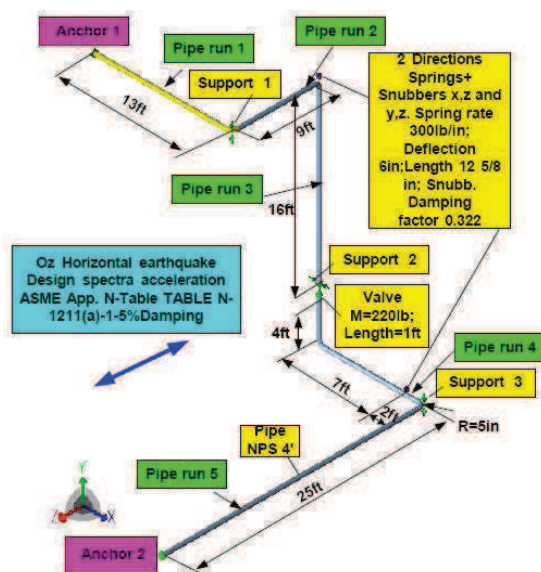 Anchor 1
Pipe run 1
Pipe run 2
Support 1
13ft
9ft
2 Directions
Springs+
Snubbers x,z and
y,z. Spring rate
300lb/in;
Deflection
6in;Length 12 5/8
in; Snubb.
Damping
factor 0.322
Pipe run 3
16ft
Oz Horizontal earthquake
Design spectra acceleration
ASME App. N-Table TABLE N-
1211(a)-1-5%Damping
Support 2
Valve
M=220lb;
Length=1ft
4ft
Pipe run 4
Support 3
7ft
2ft
R=5in
Pipe
NPS 4'
Pipe run 5
25ft
Y
Z
X
Anchor 2